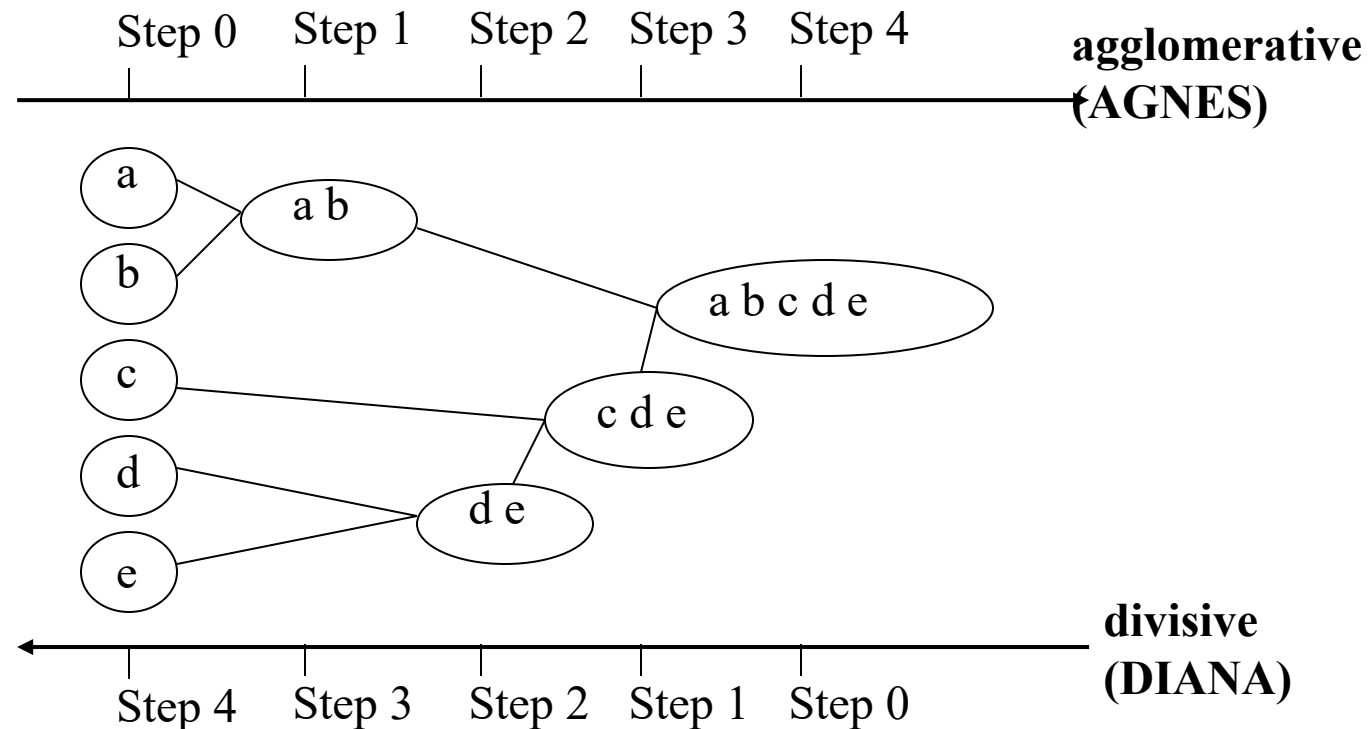 Step 0 Step 1 Step 2 Step 3 Step 4
agglomerative
(AGNES)
a
a b
b
a b c d e
c
c d e
d
d e
e
divisive
(DIANA)
Step 4 Step 3 Step 2 Step 1 Step 0